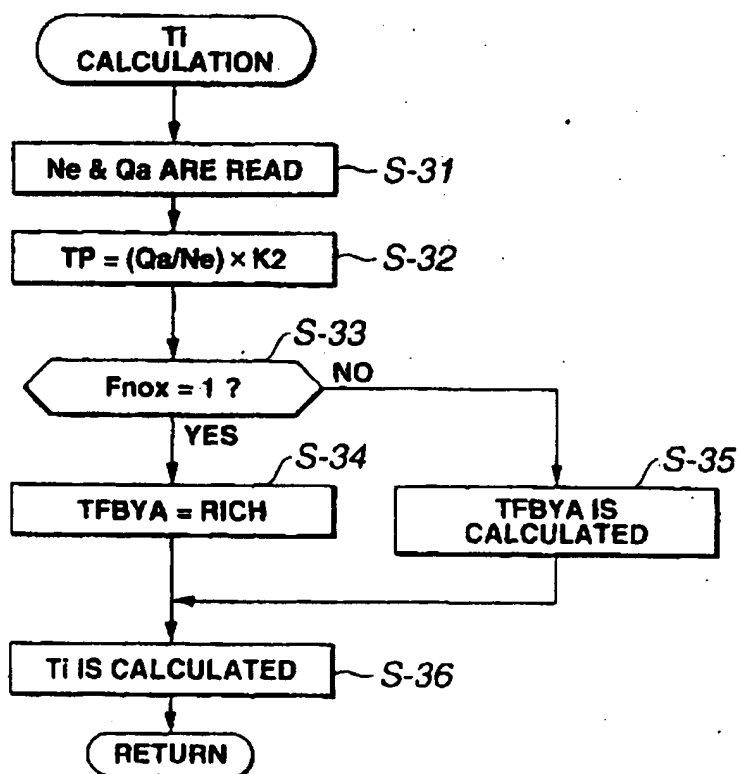 Ti
CALCULATION
Ne & Qa ARE READ
S-31
TP = (Qa/Ne) × K2
S-32
S-33
Fnox = 1 ?
NO
YES
S-34
TFBYA = RICH
S-35
TFBYA IS
CALCULATED
Ti IS CALCULATED
S-36
RETURN